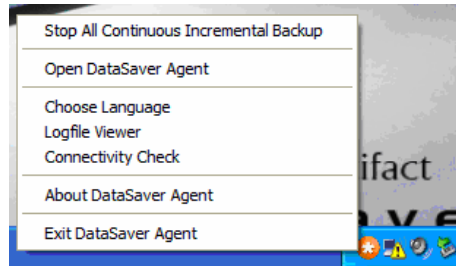 Stop All Continuous Incremental Backup
Open DataSaver Agent
Choose Language
Logfile Viewer
Connectivity Check
About DataSaver Agent
Exit DataSaver Agent